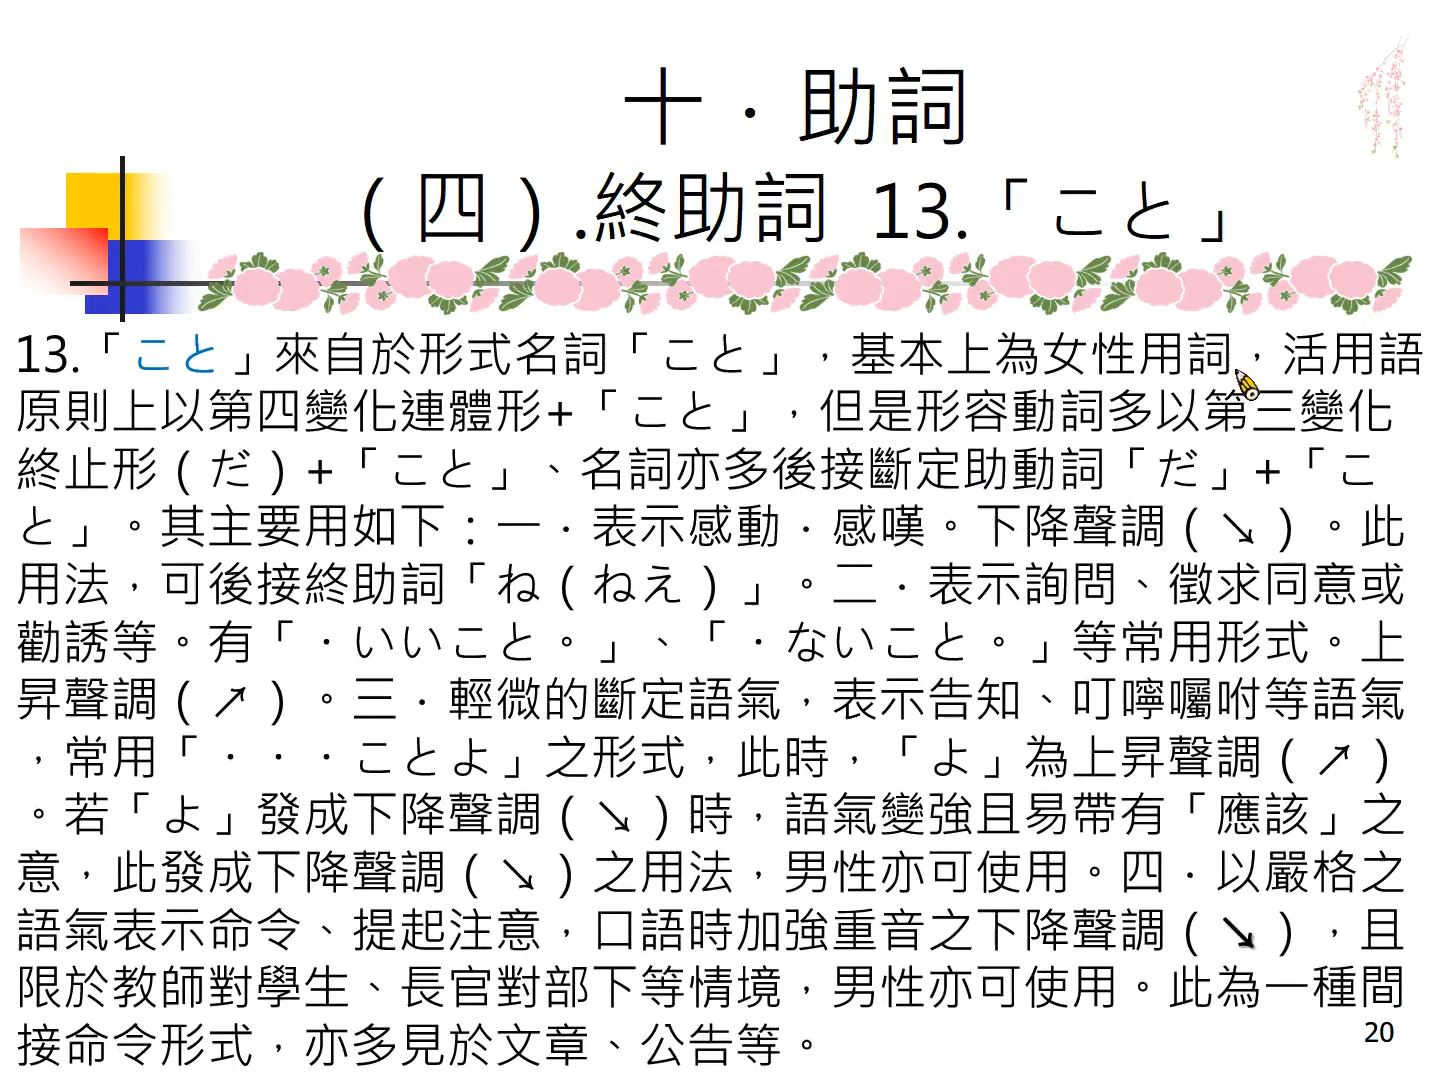 十．助詞
（四）.終助詞 13.「こと」
13.「こと」來自於形式名詞「こと」，基本上為女性用詞，活用語
原則上以第四變化連體形+「こと」，但是形容動詞多以第三變化
終止形（だ）+「こと」、名詞亦多後接斷定助動詞「だ」+「こ
と」。其主要用如下：一．表示感動．感嘆。下降聲調（↘）。此
用法，可後接終助詞「ね（ねえ）」。二．表示詢問、徵求同意或
勸誘等。有「．いいこと。」、「．ないこと。」等常用形式。上
昇聲調（↗）。三．輕微的斷定語氣，表示告知、叮嚀囑咐等語氣
，常用「．．．ことよ」之形式，此時，「よ」為上昇聲調（↗）
。若「よ」發成下降聲調（↘）時，語氣變強且易帶有「應該」之
意，此發成下降聲調（↘）之用法，男性亦可使用。四．以嚴格之
語氣表示命令、提起注意，口語時加強重音之下降聲調（↘），且
限於教師對學生、長官對部下等情境，男性亦可使用。此為一種間
接命令形式，亦多見於文章、公告等。
20